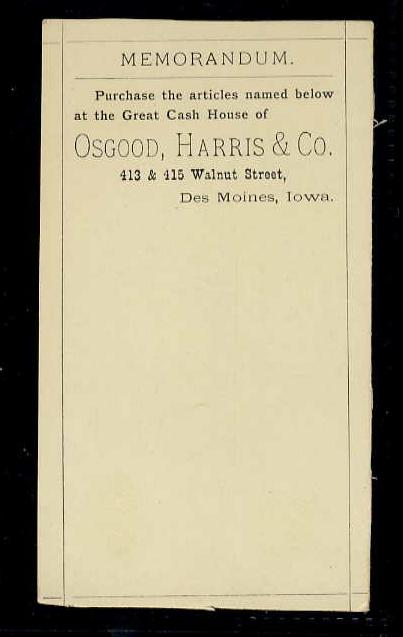 MEMORANDUM.
Purchase the articles named below
at the Great Cash House of
OSGOOD, HARRIS & CO.
413 & 415 Walnut Street,
Des Moines, Iowa.